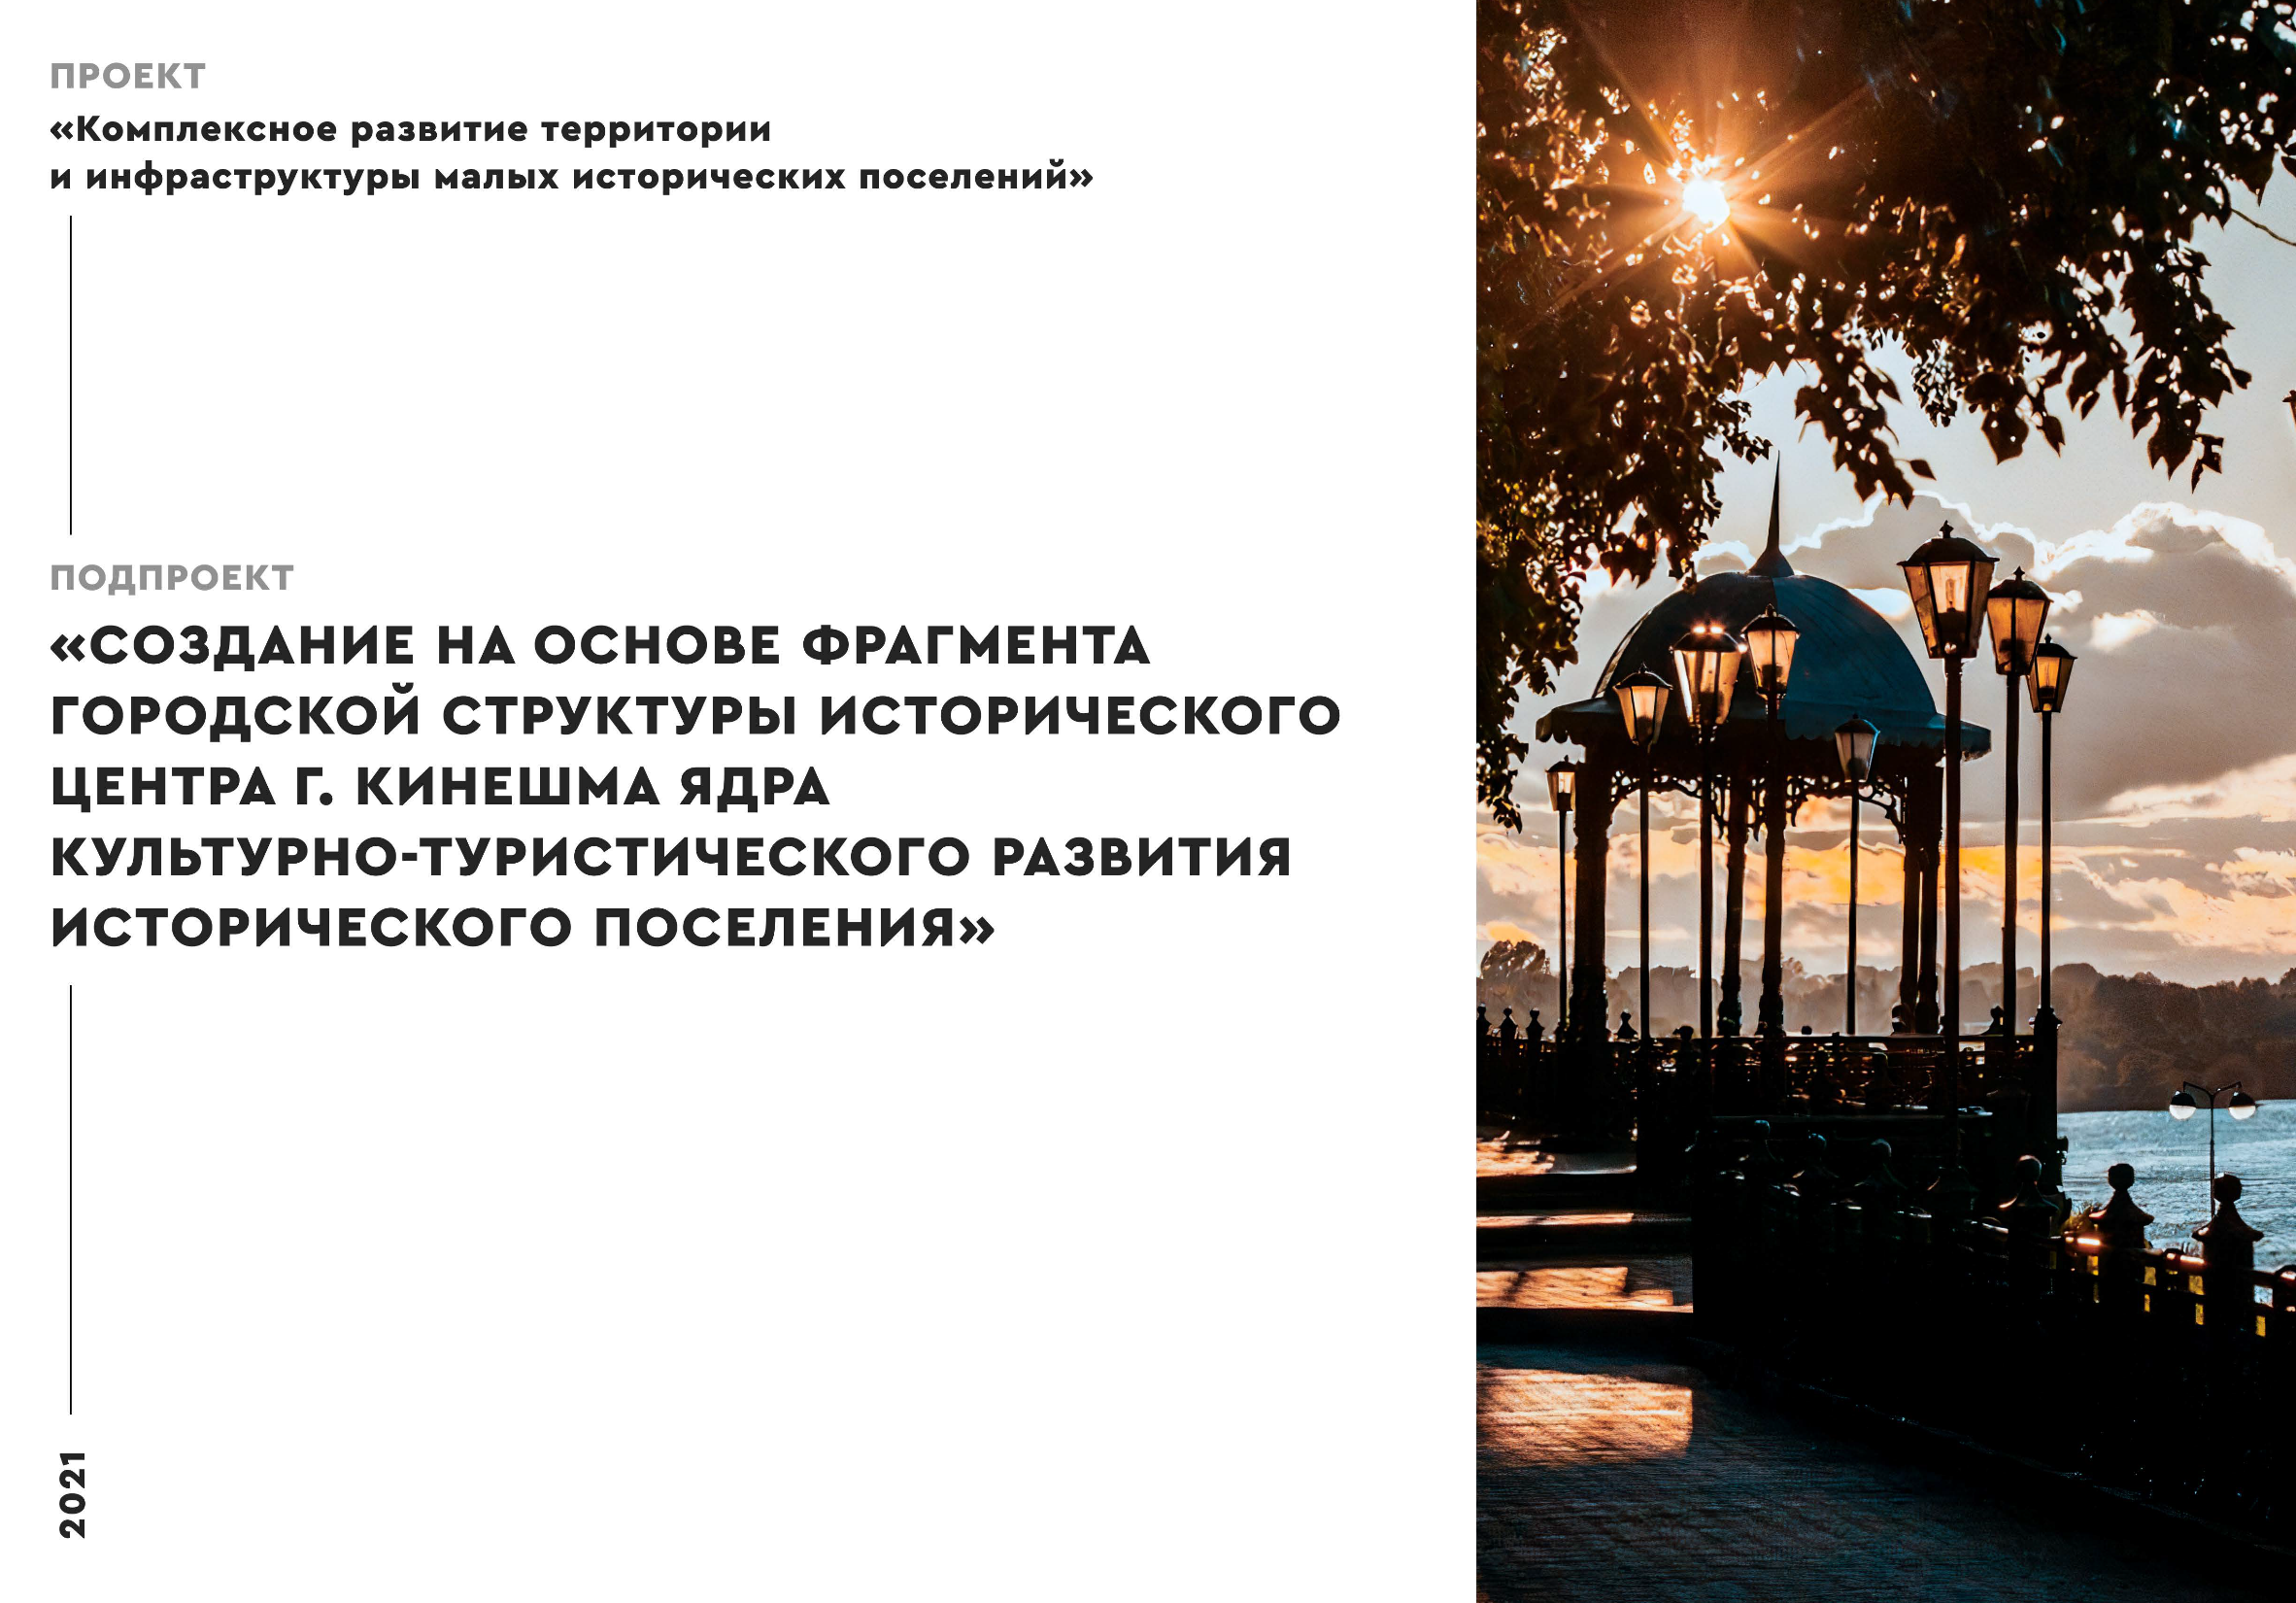 ПРОЕКТ
«Комплексное развитие территории
и инфраструктуры малых исторических поселений»
ПОДПРОЕКТ
«СОЗДАНИЕ НА ОСНОВЕ ФРАГМЕНТА
ГОРОДСКОЙ СТРУКТУРЫ ИСТОРИЧЕСКОГО
ЦЕНТРА Г. КИНЕШМА ЯДРА
КУЛЬТУРНО-ТУРИСТИЧЕСКОГО РАЗВИТИЯ
ИСТОРИЧЕСКОГО ПОСЕЛЕНИЯ»
2021